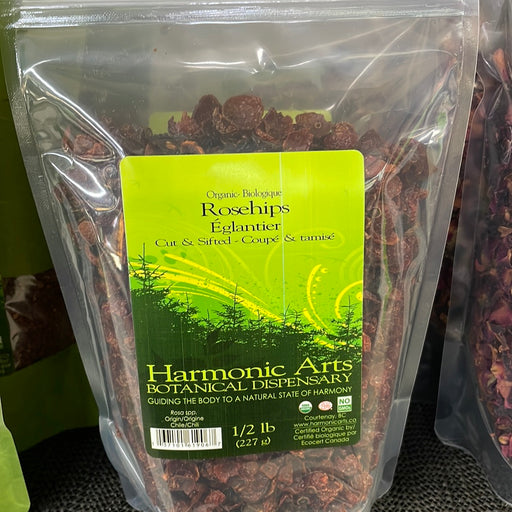 Organic- Biologique
Rosehips
Églantier
Cut & Sifted - Coupé & tamisé
Harmonic Arts
BOTANICAL DISPENSARY
GUIDING THE BODY TO A NATURAL STATE OF HARMONY
Rosa spp.
Origin/Origine
Chile/Chili
1/2 lb
(227 g)
NON
GMO
Courtenay, BC
www.harmonicarts.ca
Certified Organic by/
Certifié biologique par
Ecocert Canada